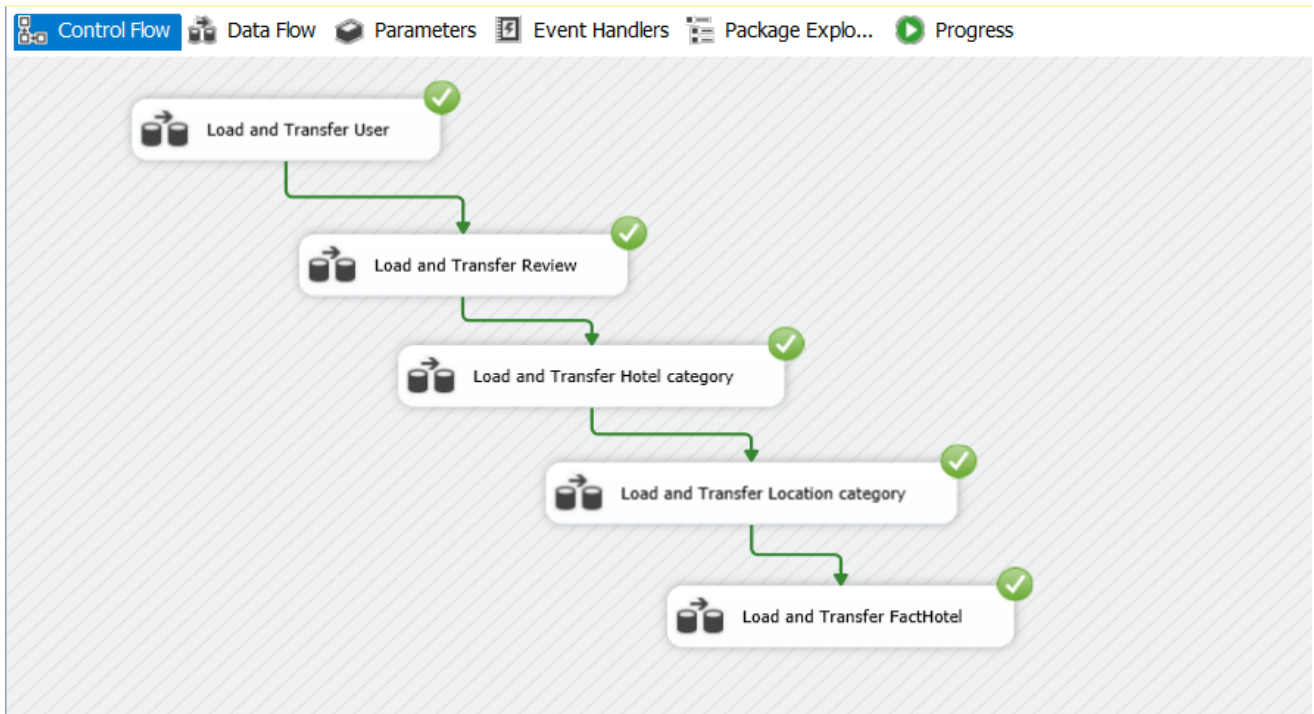 Control Flow Data Flow Parameters Event Handlers Package Explo... Progress
Load and Transfer User
Load and Transfer Review
Load and Transfer Hotel category
Load and Transfer Location category
Load and Transfer FactHotel